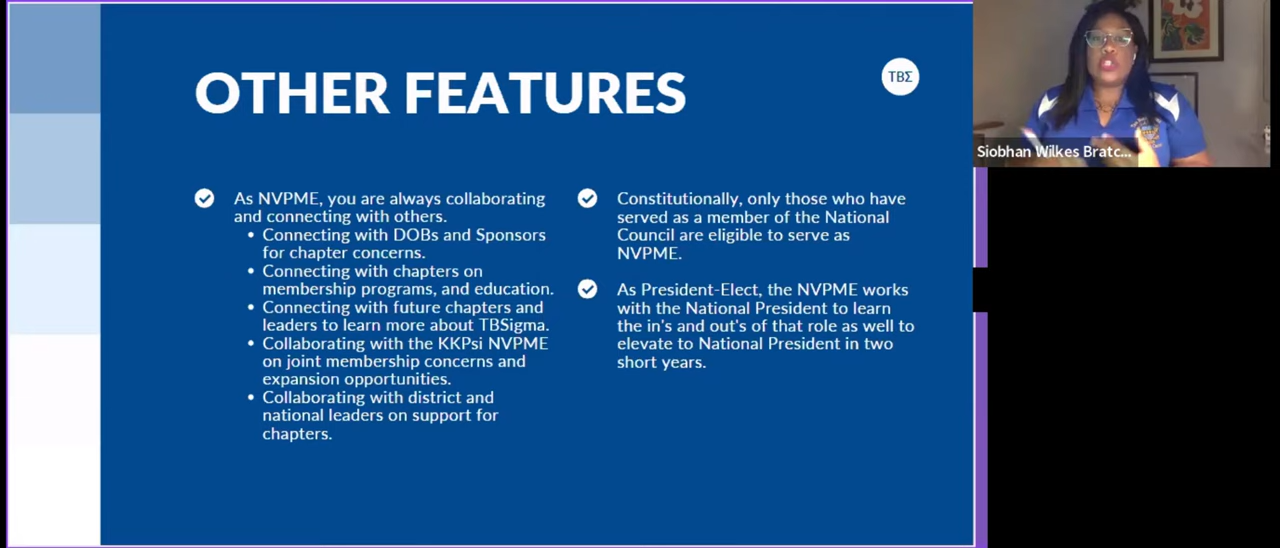 OTHER FEATURES
TBΣ
As NVPME, you are always collaborating
and connecting with others.
• Connecting with DOBs and Sponsors
for chapter concerns.
• Connecting with chapters on
membership programs, and education.
• Connecting with future chapters and
leaders to learn more about TBSigma.
• Collaborating with the KKPsi NVPME
on joint membership concerns and
expansion opportunities.
• Collaborating with district and
national leaders on support for
chapters.
Constitutionally, only those who have
served as a member of the National
Council are eligible to serve as
NVPME.
As President-Elect, the NVPME works
with the National President to learn
the in's and out's of that role as well to
elevate to National President in two
short years.
Siobhan Wilkes Bratc...